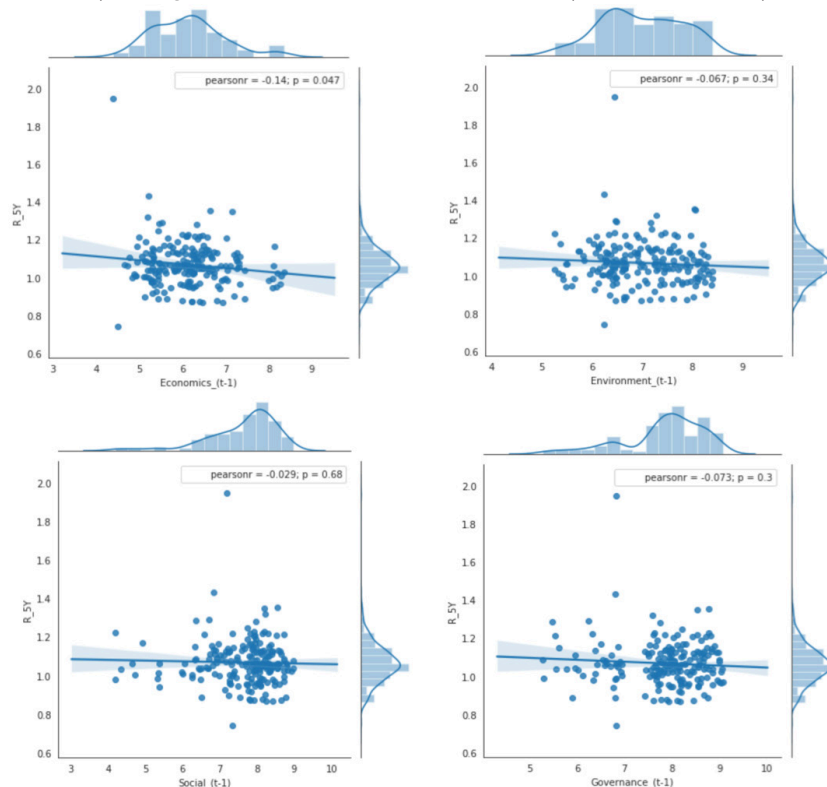 pearsonr = -0.14; p = 0.047
2.0
1.8
1.6
1.4
1.2
1.0
0.8
0.6
R_5Y
3 4 5 6 7 8 9
Economics_(t-1)
pearsonr = -0.067; p = 0.34
2.0
1.8
1.6
1.4
1.2
1.0
0.8
0.6
R_5Y
4 5 6 7 8 9
Environment_(t-1)
pearsonr = -0.029; p = 0.68
2.0
1.8
1.6
1.4
1.2
1.0
0.8
0.6
R_5Y
3 4 5 6 7 8 9 10
Social_(t-1)
pearsonr = -0.073; p = 0.3
2.0
1.8
1.6
1.4
1.2
1.0
0.8
0.6
R_5Y
5 6 7 8 9 10
Governance_(t-1)